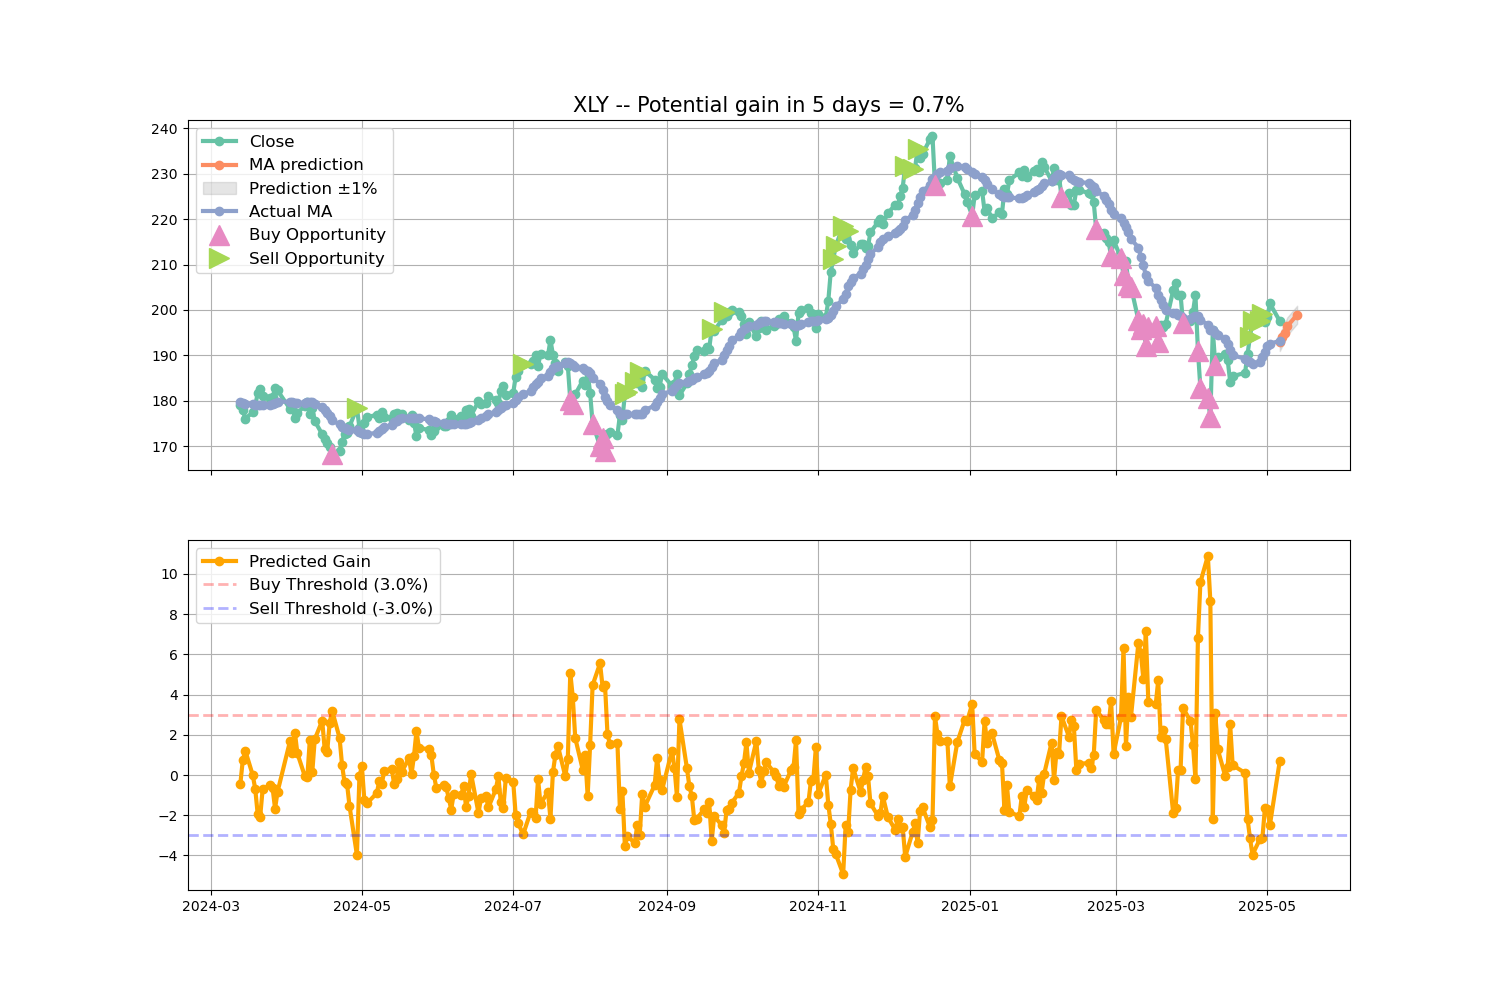 XLY -- Potential gain in 5 days = 0.7%
240
230
220
210
200
190
180
170
Close
MA prediction
Prediction ±1%
Actual MA
Buy Opportunity
Sell Opportunity
10
8
6
4
2
0
−2
−4
Predicted Gain
Buy Threshold (3.0%)
Sell Threshold (-3.0%)
2024-03
2024-05
2024-07
2024-09
2024-11
2025-01
2025-03
2025-05